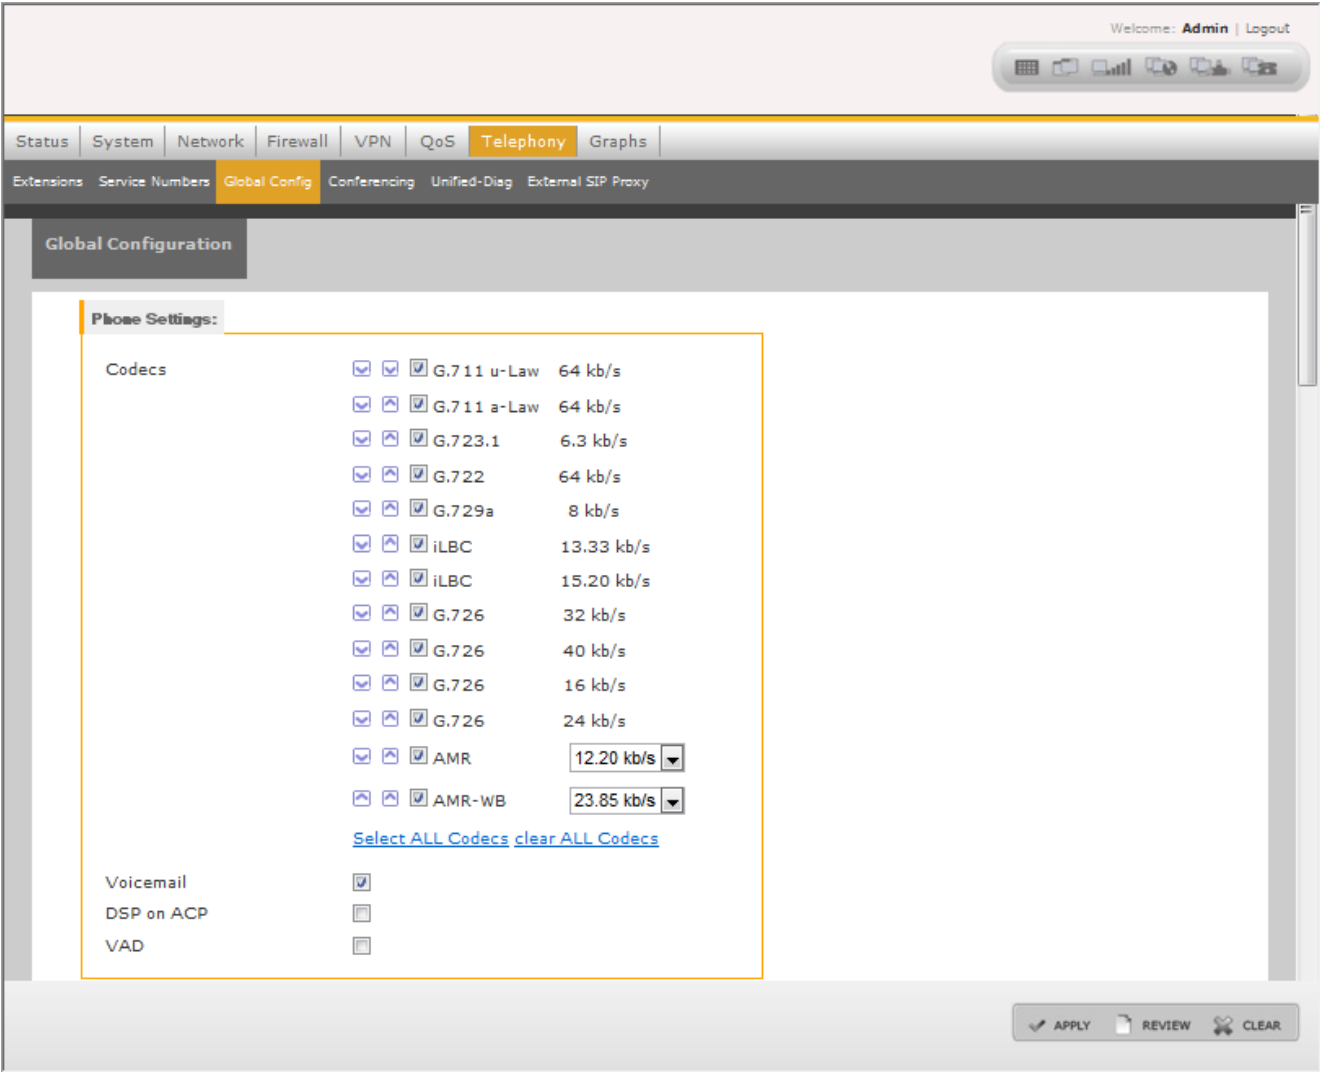 Welcome: Admin | Logout
Status System Network Firewall VPN QoS Telephony Graphs
Extensions Service Numbers Global Config Conferencing Unified-Diag External SIP Proxy
Global Configuration
Phone Settings:
Codecs G.711 u-Law 64 kb/s
G.711 a-Law 64 kb/s
G.723.1 6.3 kb/s
G.722 64 kb/s
G.729a 8 kb/s
iLBC 13.33 kb/s
iLBC 15.20 kb/s
G.726 32 kb/s
G.726 40 kb/s
G.726 16 kb/s
G.726 24 kb/s
AMR 12.20 kb/s
AMR-WB 23.85 kb/s
Select ALL Codecs clear ALL Codecs
Voicemail
DSP on ACP
VAD
APPLY REVIEW CLEAR